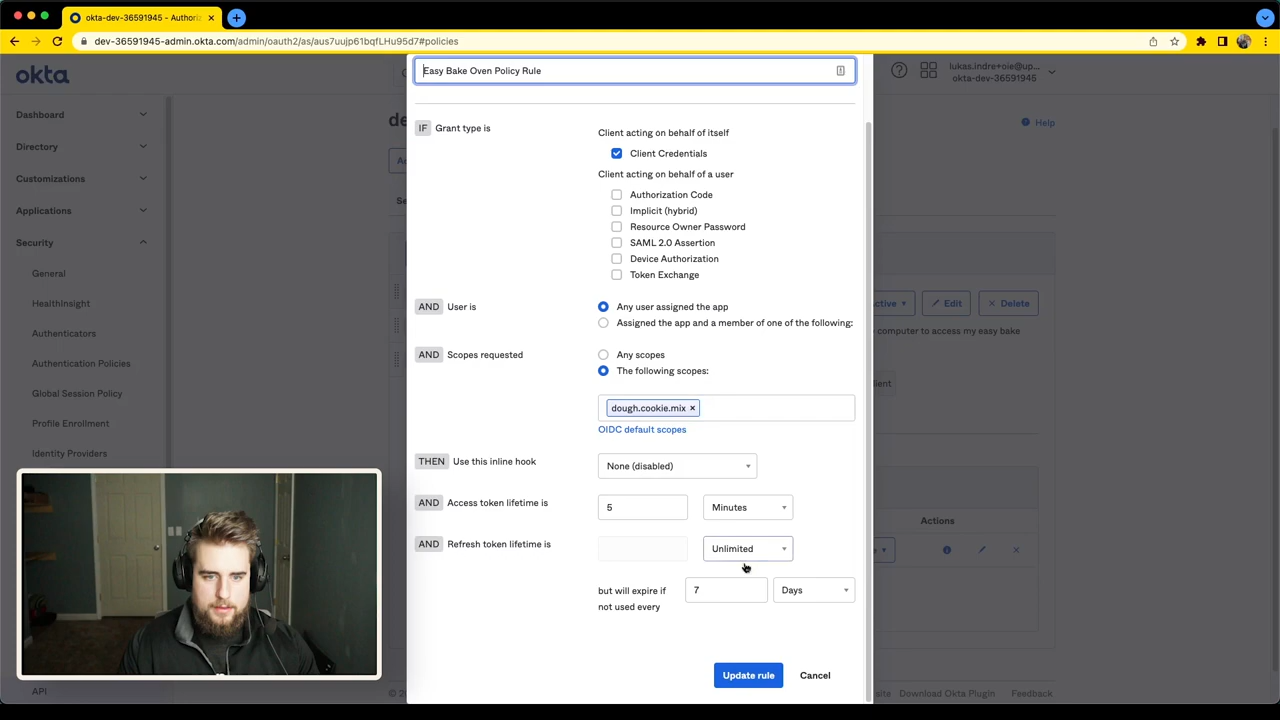 okta-dev-36591945 - Authoriz
dev-36591945-admin.okta.com/admin/oauth2/as/aus7uujp61bqfLHu95d7#policies
okta
lukas.indre+oie@up...
okta-dev-36591945
Dashboard
Directory
Customizations
Applications
Security
General
HealthInsight
Authenticators
Authentication Policies
Global Session Policy
Profile Enrollment
Identity Providers
API
de
Help
Easy Bake Oven Policy Rule
IF Grant type is
Client acting on behalf of itself
Client Credentials
Client acting on behalf of a user
Authorization Code
Implicit (hybrid)
Resource Owner Password
SAML 2.0 Assertion
Device Authorization
Token Exchange
AND User is
Any user assigned the app
Assigned the app and a member of one of the following:
AND Scopes requested
Any scopes
The following scopes:
dough.cookie.mix ×
OIDC default scopes
THEN Use this inline hook
None (disabled)
AND Access token lifetime is
5 Minutes
AND Refresh token lifetime is
Unlimited
but will expire if
not used every
7 Days
Update rule Cancel
ctive Edit Delete
computer to access my easy bake
lient
Actions
site Download Okta Plugin Feedback